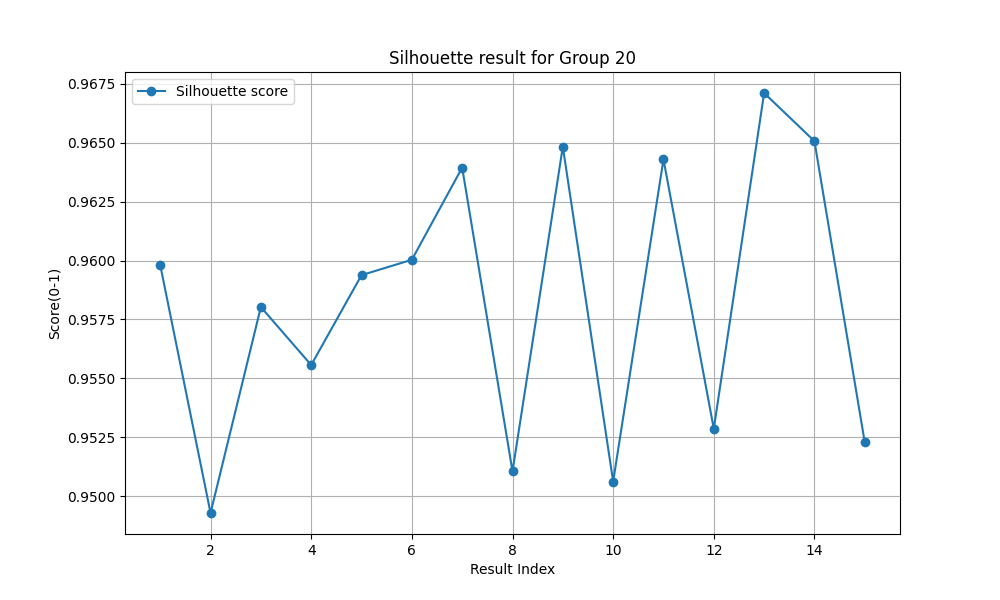 Silhouette result for Group 20
0.9675
Silhouette score
0.9650
0.9625
0.9600
0.9575
0.9550
0.9525
0.9500
Score(0-1)
2 4 6 8 10 12 14
Result Index